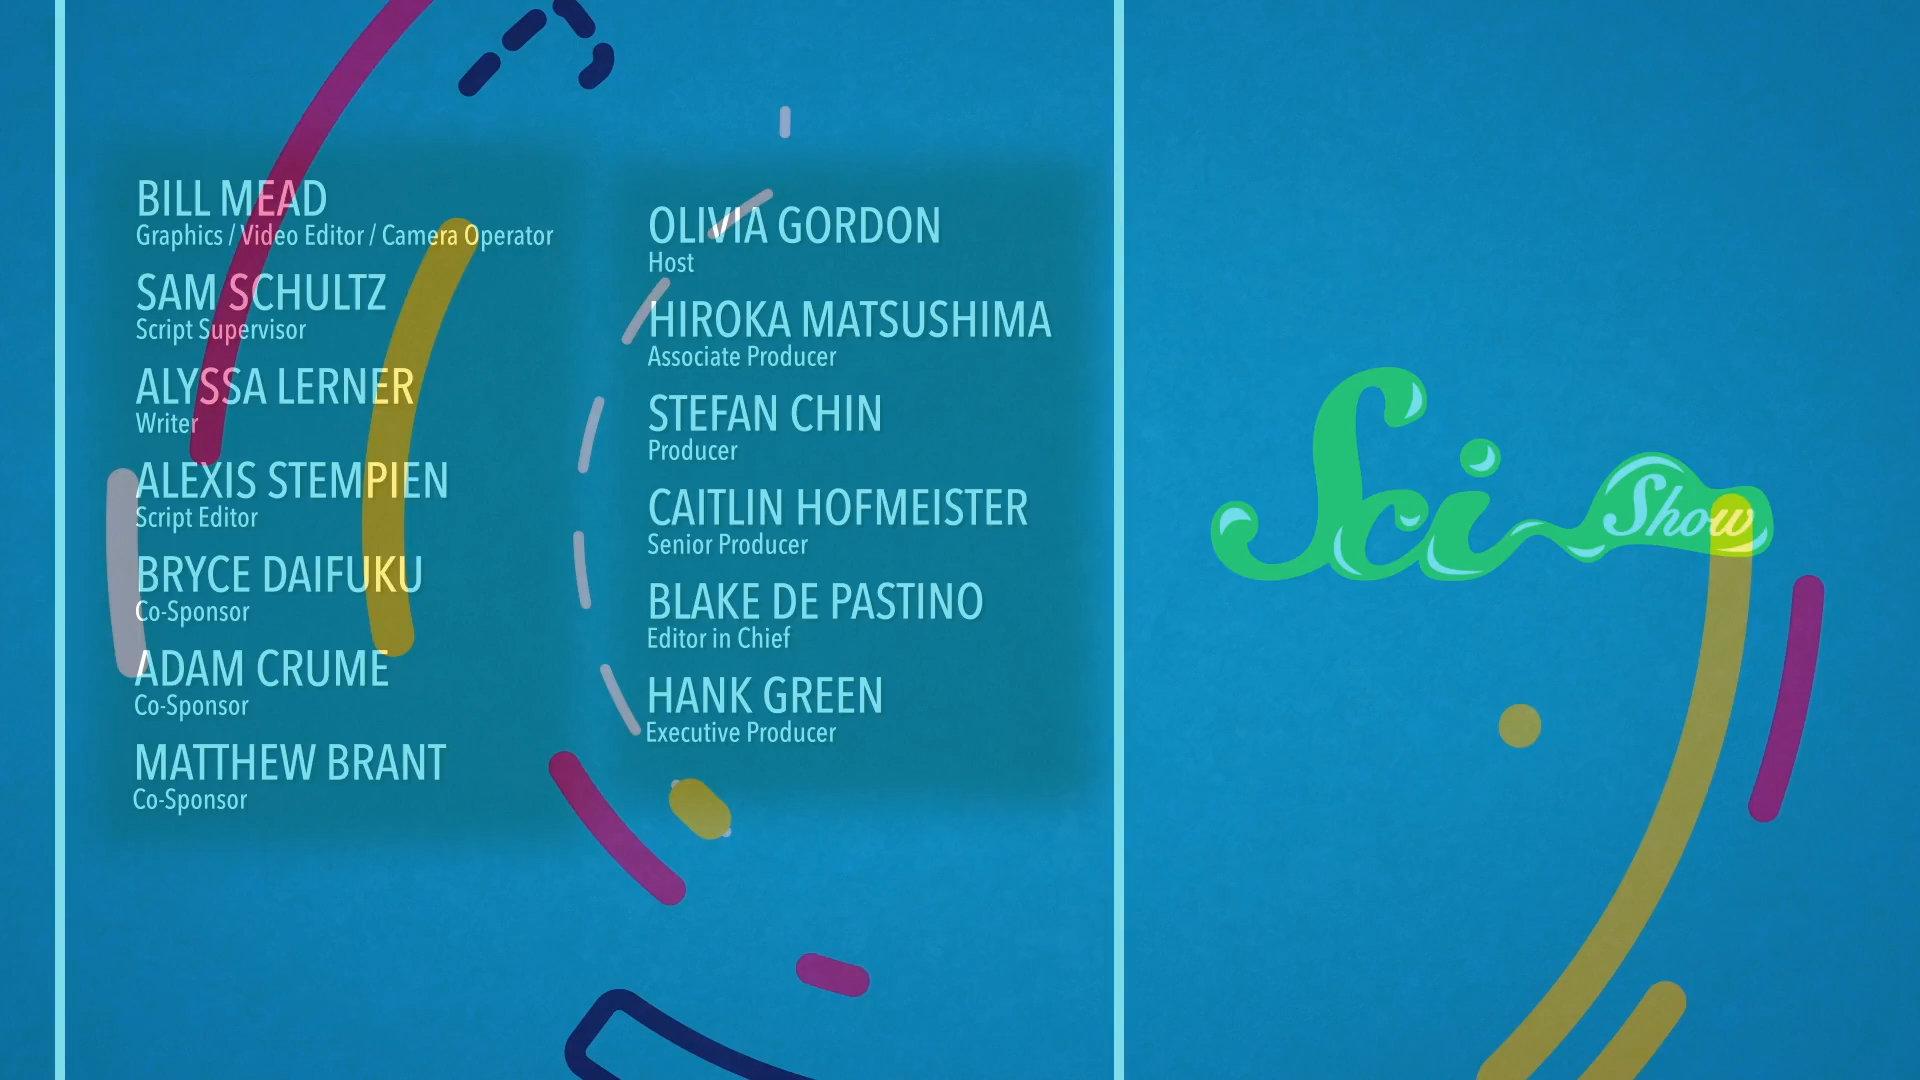 BILL MEAD
Graphics / Video Editor / Camera Operator
SAM SCHULTZ
Script Supervisor
ALYSSA LERNER
Writer
ALEXIS STEMPIEN
Script Editor
BRYCE DAIFUKU
Co-Sponsor
ADAM CRUME
Co-Sponsor
MATTHEW BRANT
Co-Sponsor
OLIVIA GORDON
Host
HIROKA MATSUSHIMA
Associate Producer
STEFAN CHIN
Producer
CAITLIN HOFMEISTER
Senior Producer
BLAKE DE PASTINO
Editor in Chief
HANK GREEN
Executive Producer
Sci Show